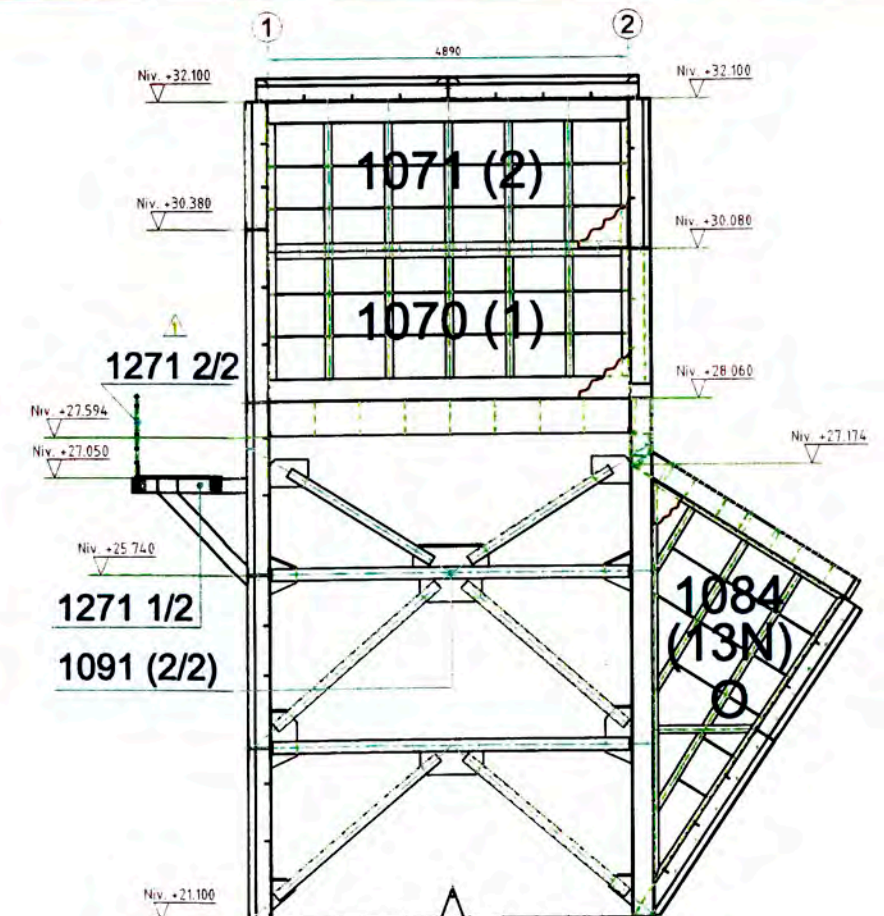 1
2
4890
Niv. +32.100
Niv. +32.100
1071 (2)
Niv. +30.380
Niv. +30.080
1070 (1)
1
1271 2/2
Niv. +28.060
Niv. +27.594
Niv. +27.174
Niv. +27.050
Niv. +25.740
1084
(13N)
O
1271 1/2
1091 (2/2)
Niv. +21.100